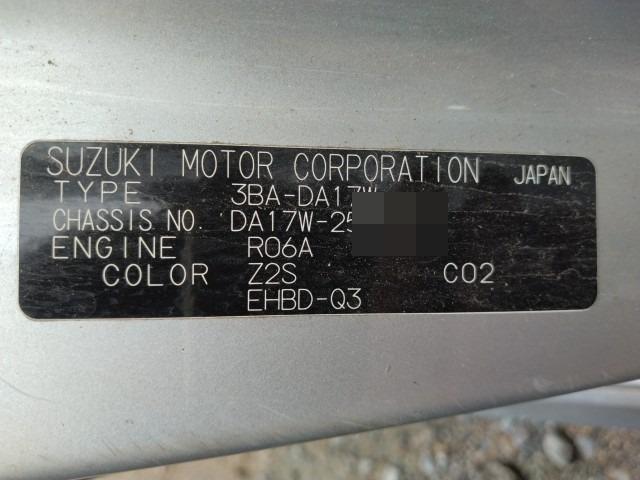 SUZUKI MOTOR CORPORATION JAPAN
TYPE 3BA-DA17W
CHASSIS NO. DA17W-25
ENGINE R06A
COLOR Z2S C02
EHBD-Q3